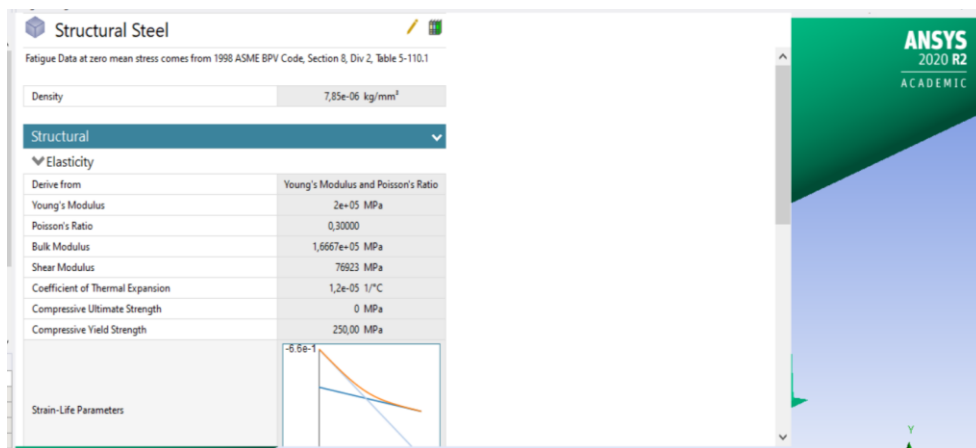 Structural Steel
Fatigue Data at zero mean stress comes from 1998 ASME BPV Code, Section 8, Div 2, Table 5-110.1
Density 7,85e-06 kg/mm³
Structural
Elasticity
Derive from Young's Modulus and Poisson's Ratio
Young's Modulus 2e+05 MPa
Poisson's Ratio 0,30000
Bulk Modulus 1,6667e+05 MPa
Shear Modulus 76923 MPa
Coefficient of Thermal Expansion 1,2e-05 1/°C
Compressive Ultimate Strength 0 MPa
Compressive Yield Strength 250,00 MPa
-6.6e-1
Strain-Life Parameters
ANSYS
2020 R2
ACADEMIC
Y